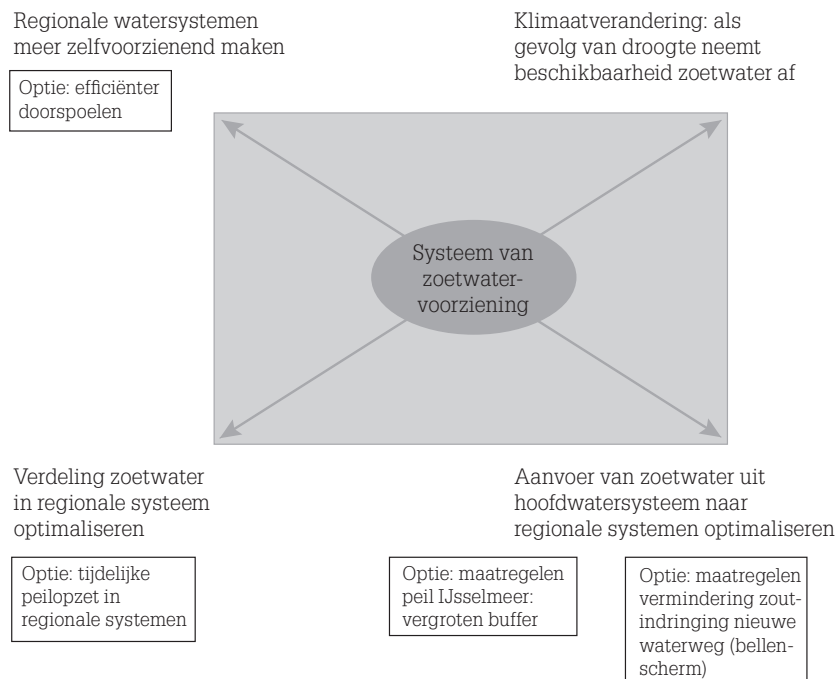 Regionale watersystemen
meer zelfvoorzienend maken
Optie: efficiënter
doorspoelen
Klimaatverandering: als
gevolg van droogte neemt
beschikbaarheid zoetwater af
Systeem van
zoetwater-
voorziening
Verdeling zoetwater
in regionale systeem
optimaliseren
Optie: tijdelijke
peilopzet in
regionale systemen
Aanvoer van zoetwater uit
hoofdwatersysteem naar
regionale systemen optimaliseren
Optie: maatregelen
peil IJsselmeer:
vergroten buffer
Optie: maatregelen
vermindering zout-
indringing nieuwe
waterweg (bellen-
scherm)